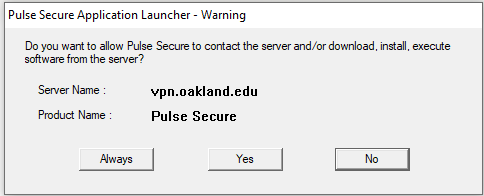 Pulse Secure Application Launcher - Warning
Do you want to allow Pulse Secure to contact the server and/or download, install, execute
software from the server?
Server Name : vpn.oakland.edu
Product Name : Pulse Secure
Always Yes No